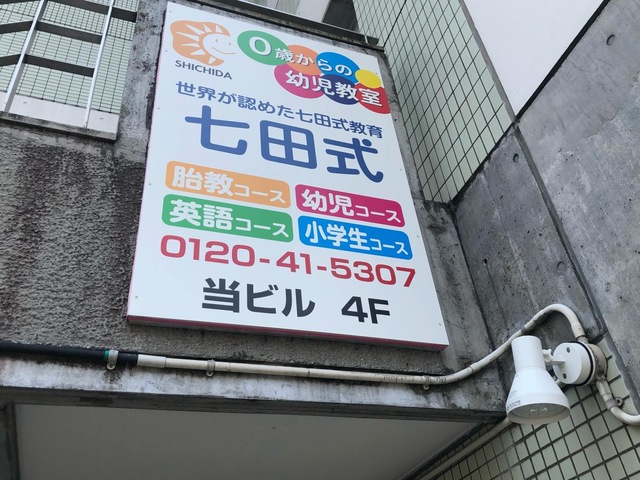 SHICHIDA
0歳からの
幼児教室
世界が認めた七田式教育
七田式
胎教コース
幼児コース
英語コース
小学生コース
0120-41-5307
当ビル 4F